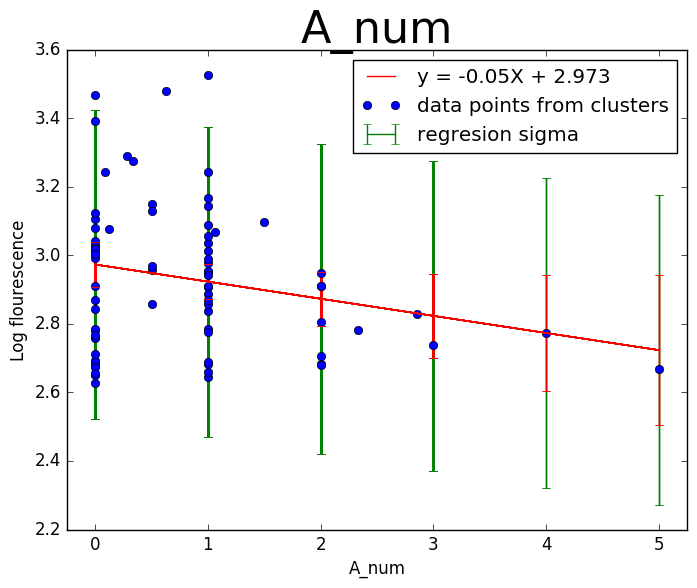 A_num
y = -0.05X + 2.973
data points from clusters
regresion sigma
3.6
3.4
3.2
3.0
2.8
2.6
2.4
2.2
Log flourescence
0 1 2 3 4 5
A_num